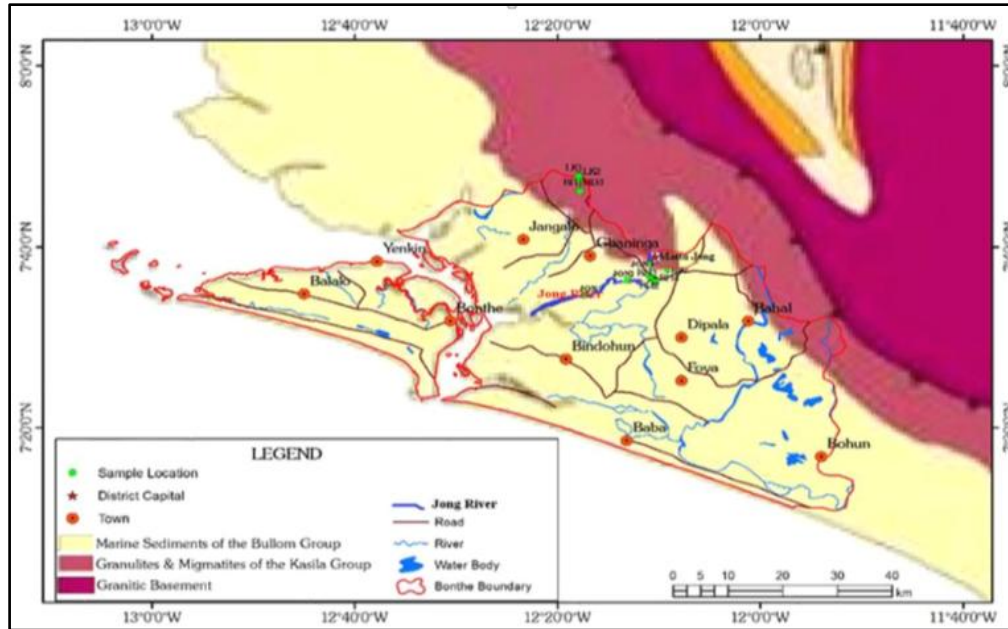 13°0'0"W 12°40'0"W 12°20'0"W 12°0'0"W 11°40'0"W
8°0'0"N
7°40'0"N
7°20'0"N
Jangalo
Gbaninga
Yenkin
Balalo
Jong River
Bonthe
Babal
Dipala
Bindohun
Foya
Baba
Bohun
LEGEND
Sample Location
District Capital
Town
Marine Sediments of the Bullom Group
Granulites & Migmatites of the Kasila Group
Granitic Basement
Jong River
Road
River
Water Body
Bonthe Boundary
0 5 10 20 30 40
km
13°0'0"W 12°40'0"W 12°20'0"W 12°0'0"W 11°40'0"W